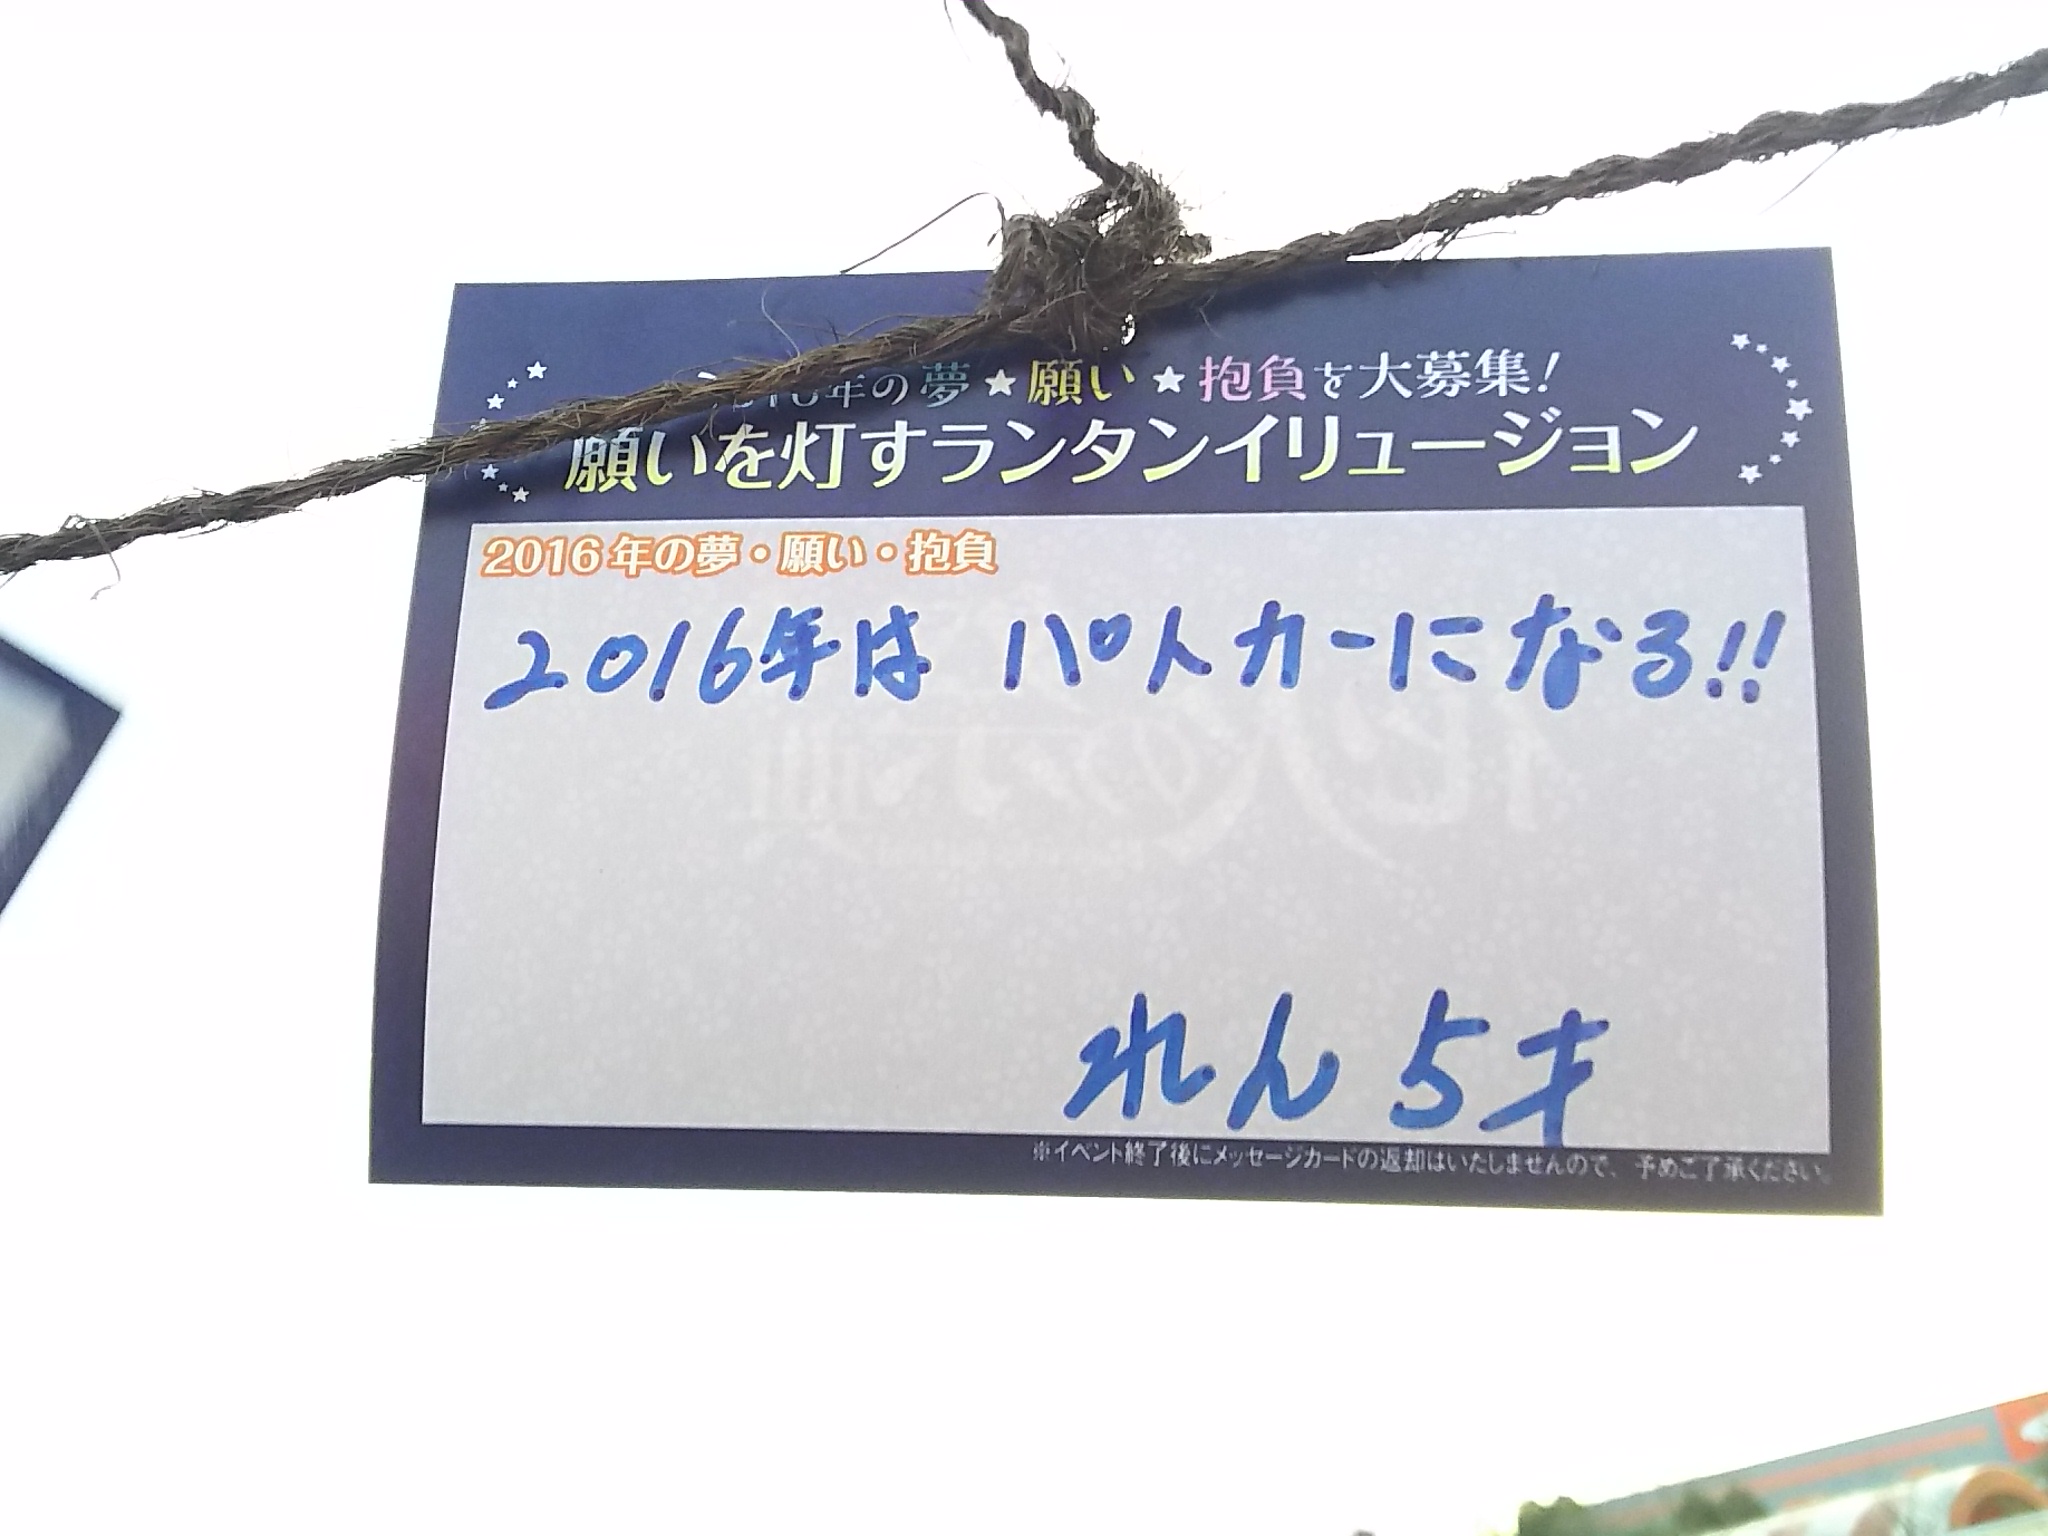 2016年の夢★願い★抱負を大募集!
願いを灯すランタンイリュージョン
2016年の夢・願い・抱負
2016年は パトカーになる!!
れん 5才
※イベント終了後にメッセージカードの返却はいたしませんので、予めご了承ください。